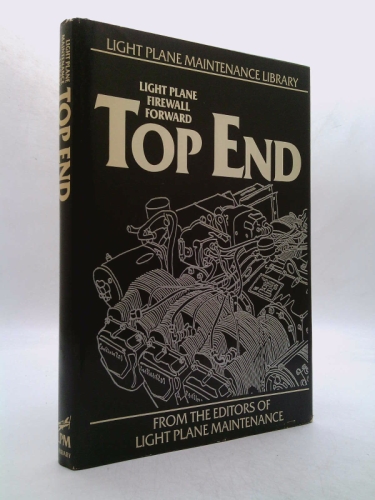 LIGHT PLANE MAINTENANCE LIBRARY
LIGHT PLANE
FIREWALL
FORWARD
TOP END
FROM THE EDITORS OF
LIGHT PLANE MAINTENANCE
LIGHT PLANE
MAINTENANCE
TOP END
LPM
LIBRARY